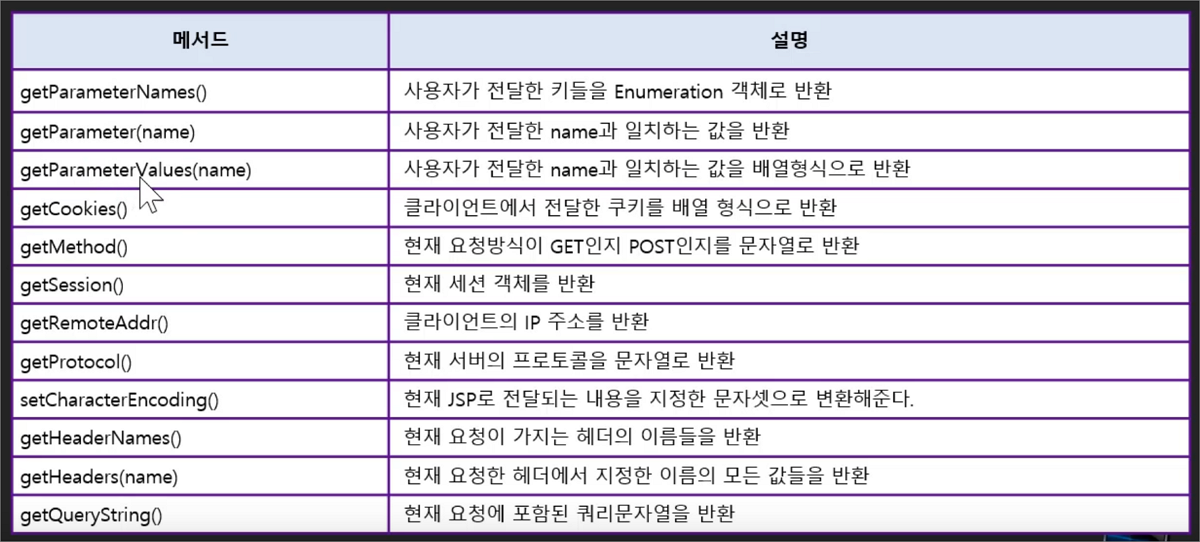 메서드 설명
getParameterNames() 사용자가 전달한 키들을 Enumeration 객체로 반환
getParameter(name) 사용자가 전달한 name과 일치하는 값을 반환
getParameterValues(name) 사용자가 전달한 name과 일치하는 값을 배열형식으로 반환
getCookies() 클라이언트에서 전달한 쿠키를 배열 형식으로 반환
getMethod() 현재 요청방식이 GET인지 POST인지를 문자열로 반환
getSession() 현재 세션 객체를 반환
getRemoteAddr() 클라이언트의 IP 주소를 반환
getProtocol() 현재 서버의 프로토콜을 문자열로 반환
setCharacterEncoding() 현재 JSP로 전달되는 내용을 지정한 문자셋으로 변환해준다.
getHeaderNames() 현재 요청이 가지는 헤더의 이름들을 반환
getHeaders(name) 현재 요청한 헤더에서 지정한 이름의 모든 값들을 반환
getQueryString() 현재 요청에 포함된 쿼리문자열을 반환